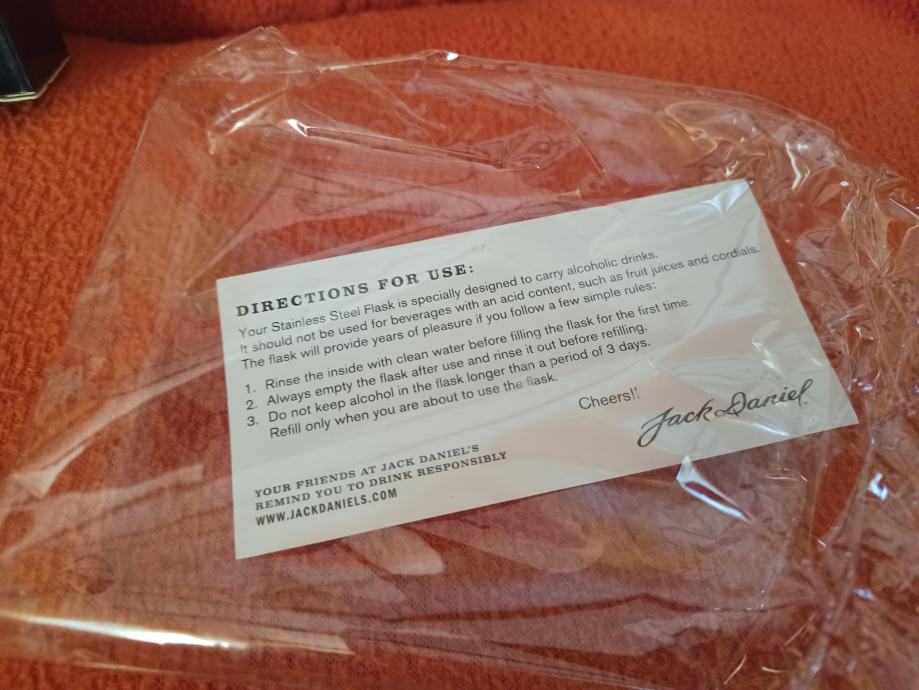 DIRECTIONS FOR USE:
Your Stainless Steel Flask is specially designed to carry alcoholic drinks.
It should not be used for beverages with an acid content, such as fruit juices and cordials.
The flask will provide years of pleasure if you follow a few simple rules:
1. Rinse the inside with clean water before filling the flask for the first time.
2. Always empty the flask after use and rinse it out before refilling.
3. Do not keep alcohol in the flask longer than a period of 3 days.
Refill only when you are about to use the flask.
Cheers!!
Jack Daniel
YOUR FRIENDS AT JACK DANIEL'S
REMIND YOU TO DRINK RESPONSIBLY
WWW.JACKDANIELS.COM